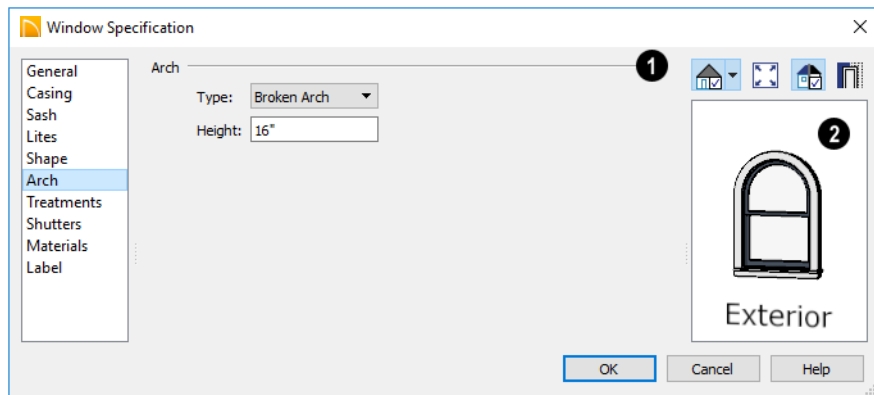 Window Specification
General
Casing
Sash
Lites
Shape
Arch
Treatments
Shutters
Materials
Label
Arch
Type: Broken Arch
Height: 16"
1
2
Exterior
OK Cancel Help